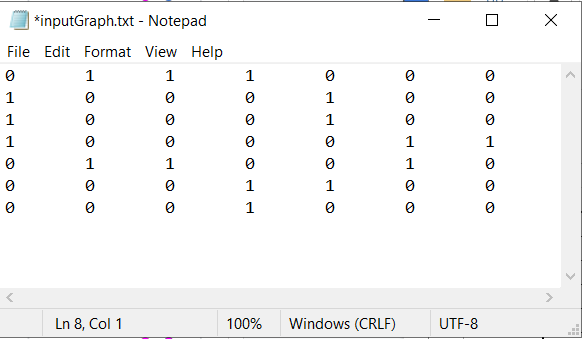 *inputGraph.txt - Notepad
File Edit Format View Help
0 1 1 1 0 0 0
1 0 0 0 1 0 0
1 0 0 0 1 0 0
1 0 0 0 0 1 1
0 1 1 0 0 1 0
0 0 0 1 1 0 0
0 0 0 1 0 0 0
Ln 8, Col 1 100% Windows (CRLF) UTF-8